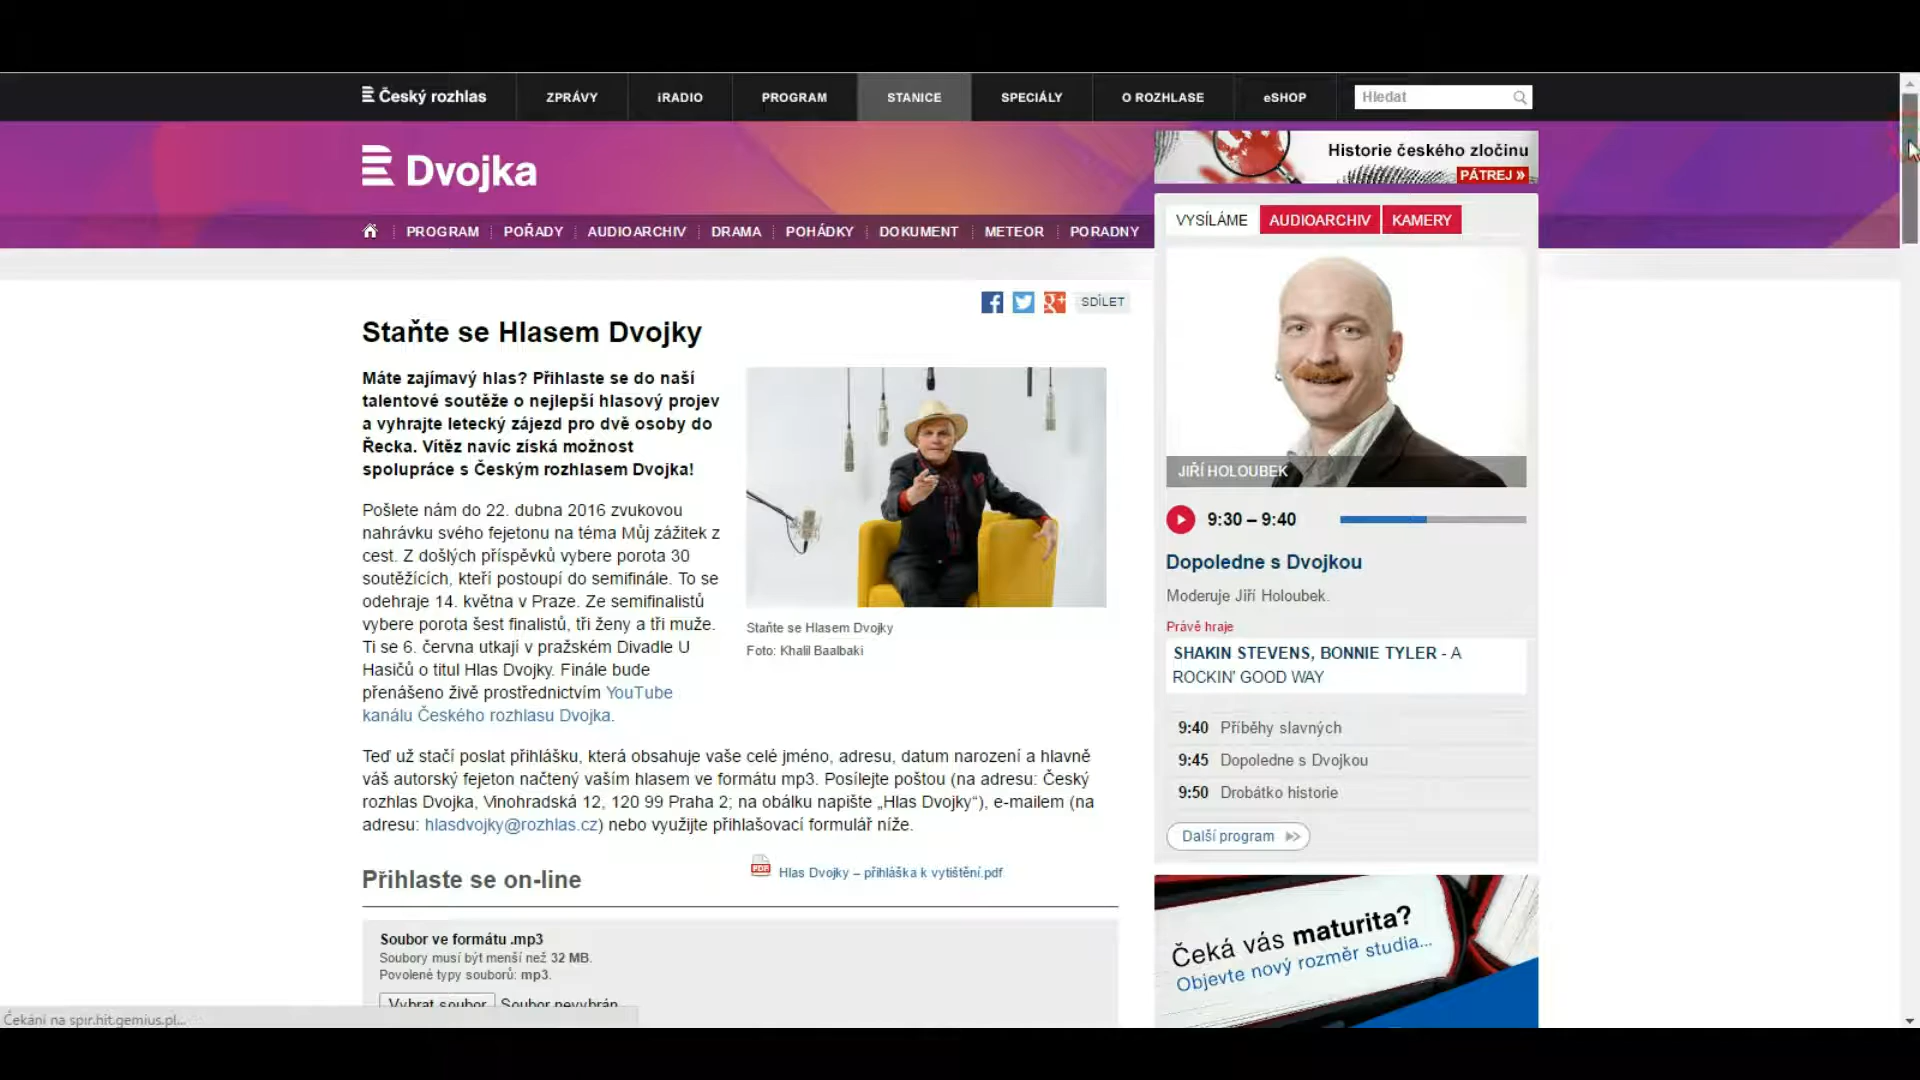 Český rozhlas
ZPRÁVY
iRADIO
PROGRAM
STANICE
SPECIÁLY
O ROZHLASE
eSHOP
Hledat
Dvojka
Historie českého zločinu
PÁTREJ »
PROGRAM
POŘADY
AUDIOARCHIV
DRAMA
POHÁDKY
DOKUMENT
METEOR
PORADNY
VYSÍLÁME
AUDIOARCHIV
KAMERY
SDÍLET
Staňte se Hlasem Dvojky
Máte zajímavý hlas? Přihlaste se do naší
talentové soutěže o nejlepší hlasový projev
a vyhrajte letecký zájezd pro dvě osoby do
Řecka. Vítěz navíc získá možnost
spolupráce s Českým rozhlasem Dvojka!
Pošlete nám do 22. dubna 2016 zvukovou
nahrávku svého fejetonu na téma Můj zážitek z
cest. Z došlých příspěvků vybere porota 30
soutěžících, kteří postoupí do semifinále. To se
odehraje 14. května v Praze. Ze semifinalistů
vybere porota šest finalistů, tři ženy a tři muže.
Ti se 6. června utkají v pražském Divadle U
Hasičů o titul Hlas Dvojky. Finále bude
přenášeno živě prostřednictvím YouTube
kanálu Českého rozhlasu Dvojka.
Staňte se Hlasem Dvojky
Foto: Khalil Baalbaki
Teď už stačí poslat přihlášku, která obsahuje vaše celé jméno, adresu, datum narození a hlavně
váš autorský fejeton načtený vaším hlasem ve formátu mp3. Posílejte poštou (na adresu: Český
rozhlas Dvojka, Vinohradská 12, 120 99 Praha 2; na obálku napište „Hlas Dvojky“), e-mailem (na
adresu: hlasdvojky@rozhlas.cz) nebo využijte přihlašovací formulář níže.
Přihlaste se on-line
PDF
Hlas Dvojky – přihláška k vytištění.pdf
Soubor ve formátu .mp3
Soubory musí být menší než 32 MB.
Povolené typy souborů: mp3.
Vybrat soubor
Soubor nevybrán
Čekání na spir.hit.gemius.pl...
JIŘÍ HOLOUBEK
9:30 – 9:40
Dopoledne s Dvojkou
Moderuje Jiří Holoubek.
Právě hraje
SHAKIN STEVENS, BONNIE TYLER - A
ROCKIN' GOOD WAY
9:40 Příběhy slavných
9:45 Dopoledne s Dvojkou
9:50 Drobátko historie
Další program
Čeká vás maturita?
Objevte nový rozměr studia...